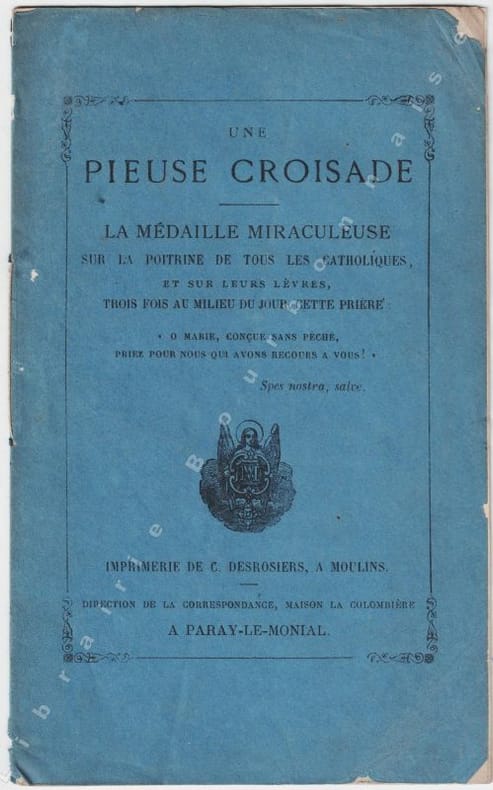 UNE
PIEUSE CROISADE
LA MÉDAILLE MIRACULEUSE
SUR LA POITRINE DE TOUS LES CATHOLIQUES,
ET SUR LEURS LÈVRES,
TROIS FOIS AU MILIEU DU JOUR CETTE PRIÈRE :
« O MARIE, CONÇUE SANS PÉCHÉ,
PRIEZ POUR NOUS QUI AVONS RECOURS A VOUS! »
Spes nostra, salve.
M
IMPRIMERIE DE C. DESROSIERS, A MOULINS.
DIRECTION DE LA CORRESPONDANCE, MAISON LA COLOMBIÈRE
A PARAY-LE-MONIAL.
Librairie Bourbonnaise